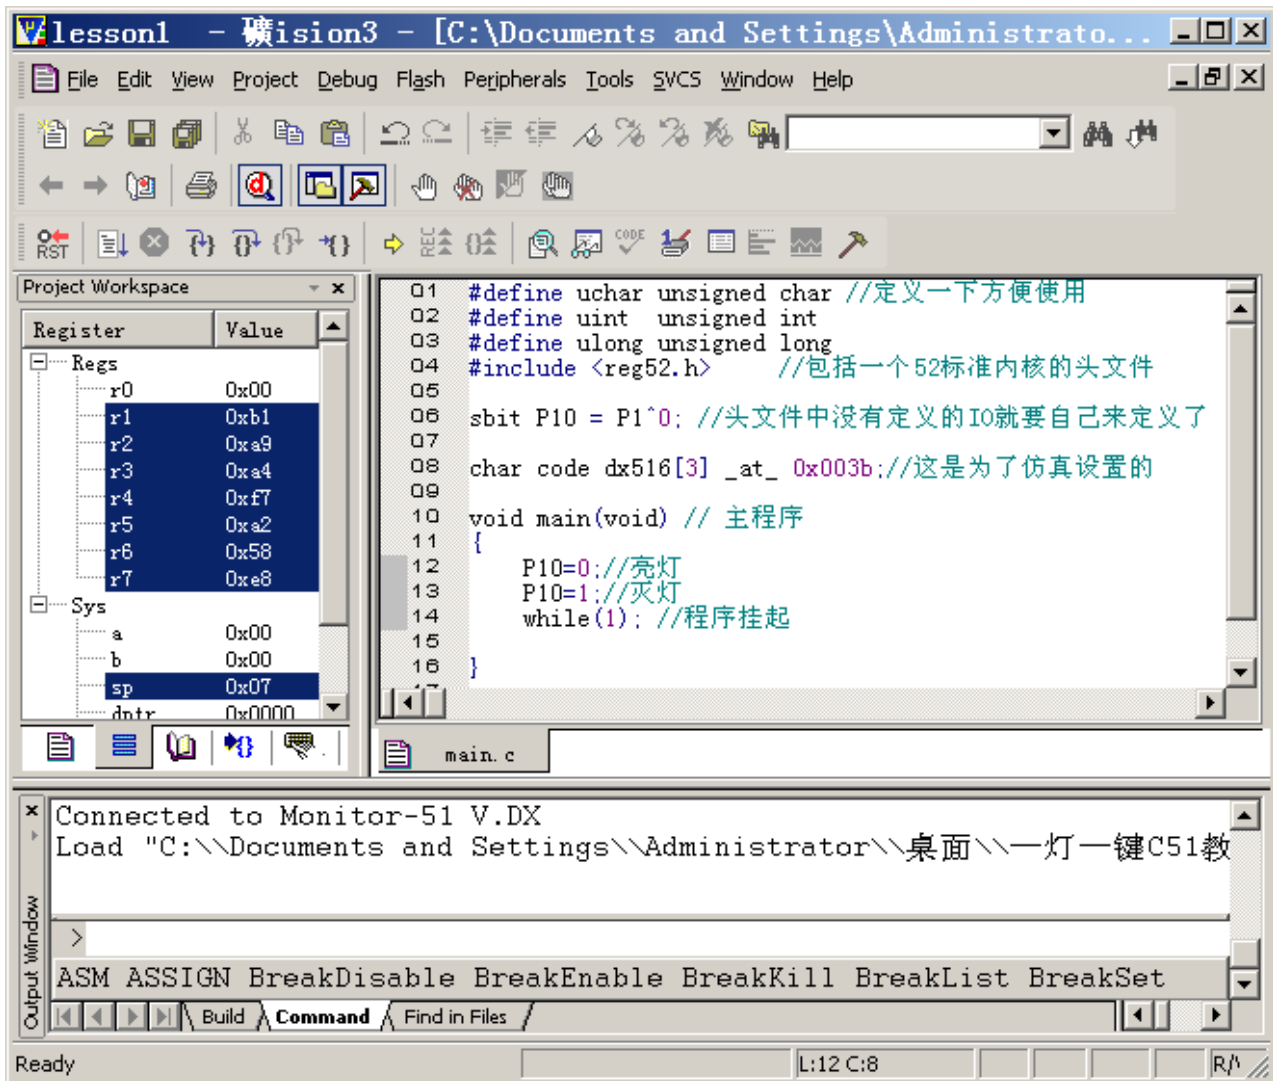 lesson1 - 礦ision3 - [C:\Documents and Settings\Administrato...
File Edit View Project Debug Flash Peripherals Tools SVCS Window Help
RST
CODE
Project Workspace
Register Value
Regs
r0 0x00
r1 0xb1
r2 0xa9
r3 0xa4
r4 0xf7
r5 0xa2
r6 0x58
r7 0xe8
Sys
a 0x00
b 0x00
sp 0x07
dptr 0x0000
01 #define uchar unsigned char //定义一下方便使用
02 #define uint unsigned int
03 #define ulong unsigned long
04 #include <reg52.h> //包括一个52标准内核的头文件
05
06 sbit P10 = P1^0; //头文件中没有定义的IO就要自己来定义了
07
08 char code dx516[3] _at_ 0x003b;//这是为了仿真设置的
09
10 void main(void) // 主程序
11 {
12 P10=0;//亮灯
13 P10=1;//灭灯
14 while(1); //程序挂起
15
16 }
17
main.c
Connected to Monitor-51 V.DX
Load "C:\\Documents and Settings\\Administrator\\桌面\\一灯一键C51教
>
ASM ASSIGN BreakDisable BreakEnable BreakKill BreakList BreakSet
Output Window
Build Command Find in Files
Ready L:12 C:8 R/